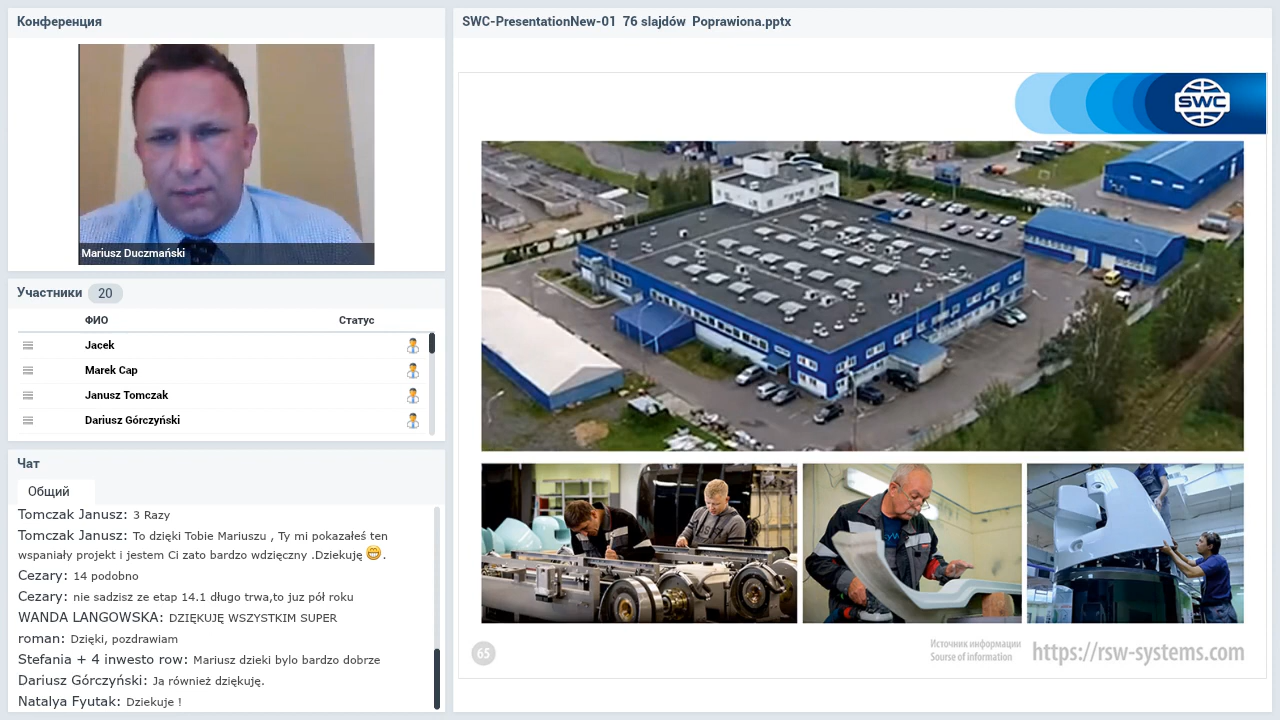 Конференция
Mariusz Duczmański
Участники 20
ФИО Статус
Jacek
Marek Cap
Janusz Tomczak
Dariusz Górczyński
Чат
Общий
Tomczak Janusz: 3 Razy
Tomczak Janusz: To dzięki Tobie Mariuszu , Ty mi pokazałeś ten
wspaniały projekt i jestem Ci zato bardzo wdzięczny .Dziekuję 😁.
Cezary: 14 podobno
Cezary: nie sadzisz ze etap 14.1 długo trwa,to juz pół roku
WANDA LANGOWSKA: DZIĘKUJĘ WSZYSTKIM SUPER
roman: Dzięki, pozdrawiam
Stefania + 4 inwesto row: Mariusz dzięki było bardzo dobrze
Dariusz Górczyński: Ja również dziękuję.
Natalya Fyutak: Dziekuje !
SWC-PresentationNew-01 76 slajdów Poprawiona.pptx
SWC
65
Источник информации
Sourse of information
https://rsw-systems.com